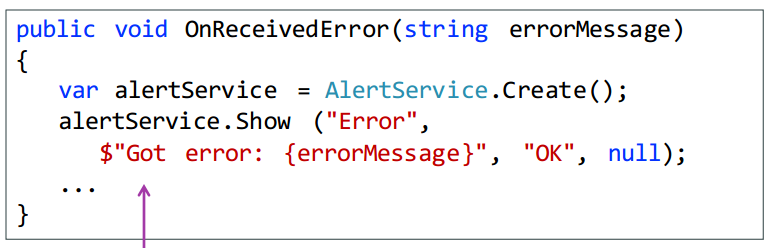 public void OnReceivedError(string errorMessage)
{
var alertService = AlertService.Create();
alertService.Show ("Error",
$"Got error: {errorMessage}", "OK", null);
...
}